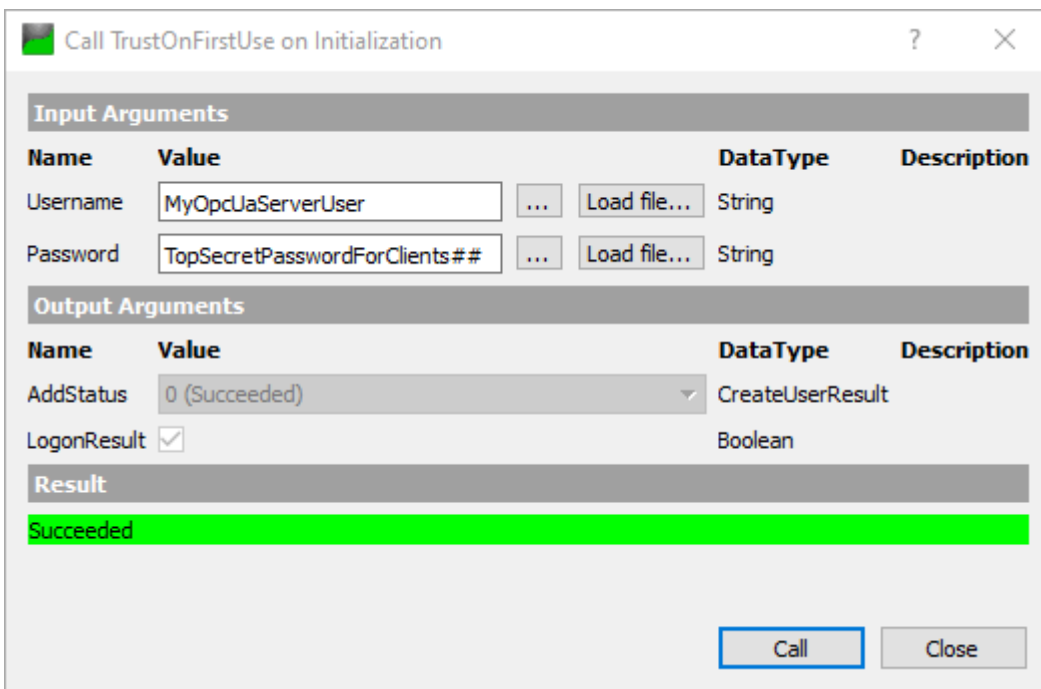 Call TrustOnFirstUse on Initialization ? ×
Input Arguments
Name Value DataType Description
Username MyOpcUaServerUser ... Load file... String
Password TopSecretPasswordForClients## ... Load file... String
Output Arguments
Name Value DataType Description
AddStatus 0 (Succeeded) CreateUserResult
LogonResult Boolean
Result
Succeeded
Call Close